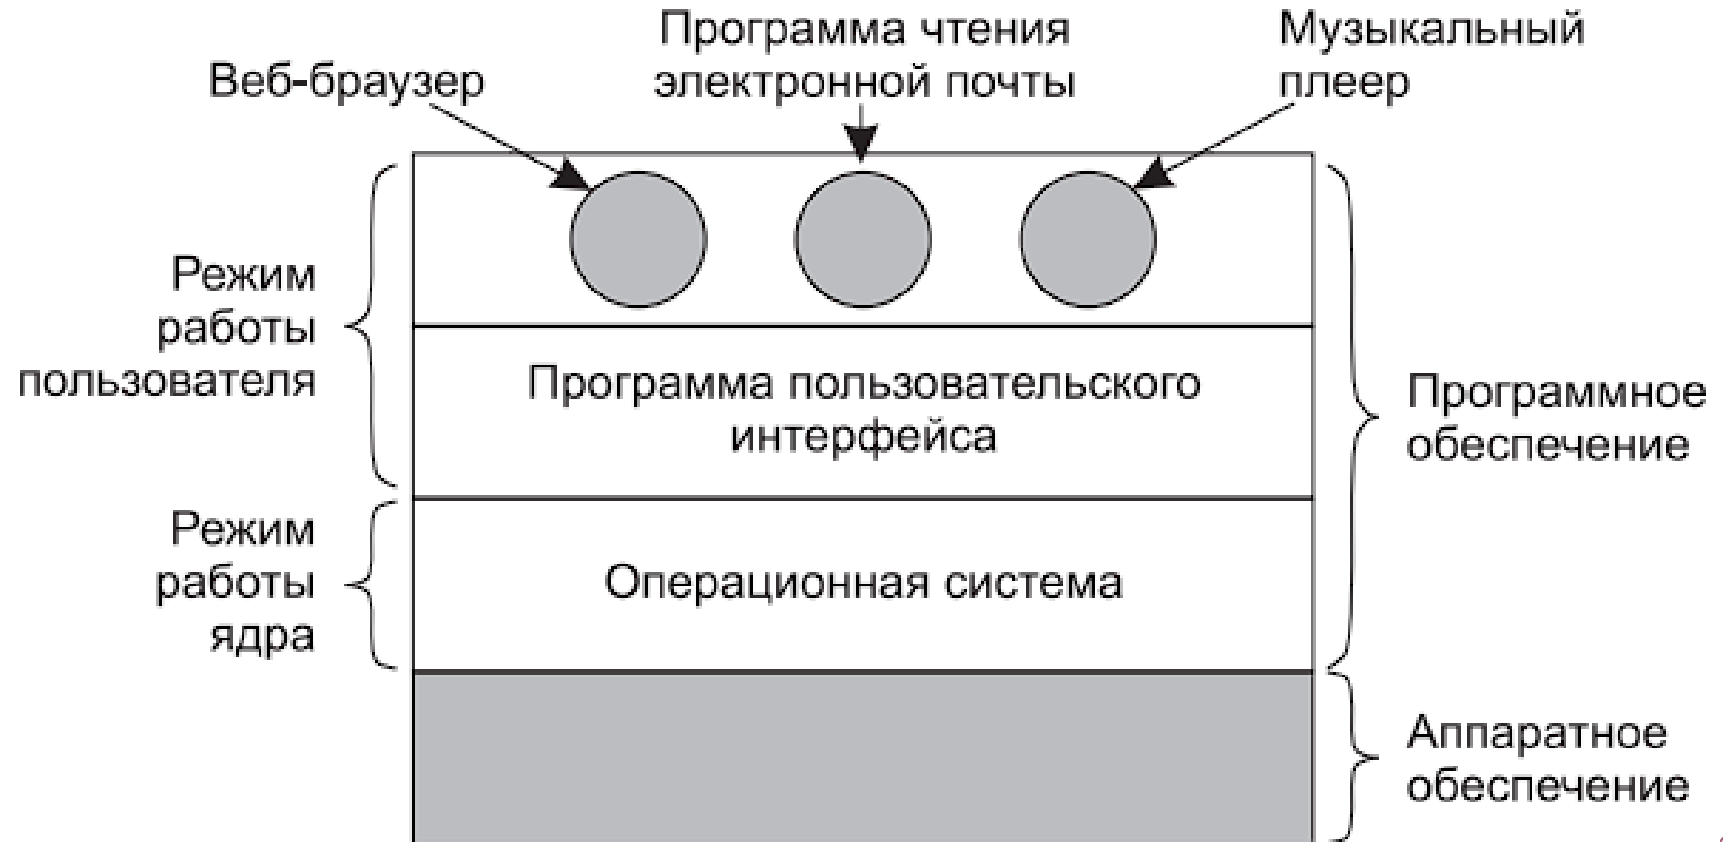 Веб-браузер
Программа чтения
электронной почты
Музыкальный
плеер
Режим
работы
пользователя
Программа пользовательского
интерфейса
Программное
обеспечение
Режим
работы
ядра
Операционная система
Аппаратное
обеспечение